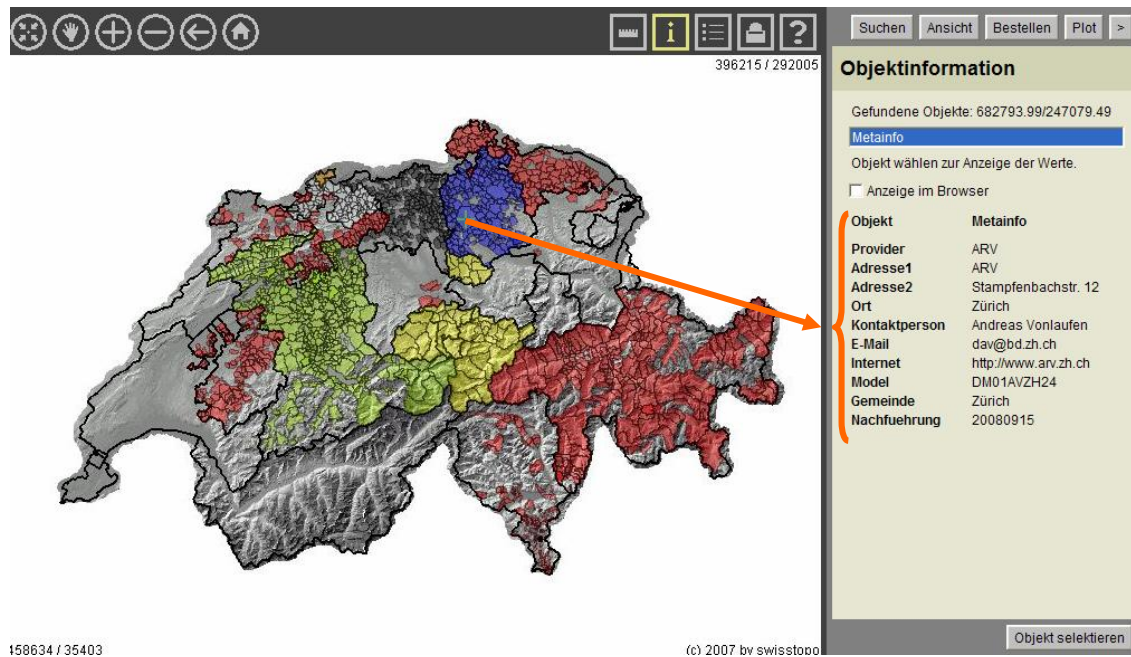 Suchen Ansicht Bestellen Plot >
396215 / 292005
Objektinformation
Gefundene Objekte: 682793.99/247079.49
Metainfo
Objekt wählen zur Anzeige der Werte.
Anzeige im Browser
Objekt Metainfo
Provider ARV
Adresse1 ARV
Adresse2 Stampfenbachstr. 12
Ort Zürich
Kontaktperson Andreas Vonlaufen
E-Mail dav@bd.zh.ch
Internet http://www.arv.zh.ch
Model DM01AVZH24
Gemeinde Zürich
Nachfuehrung 20080915
Objekt selektieren
458634 / 35403
(c) 2007 by swisstopo